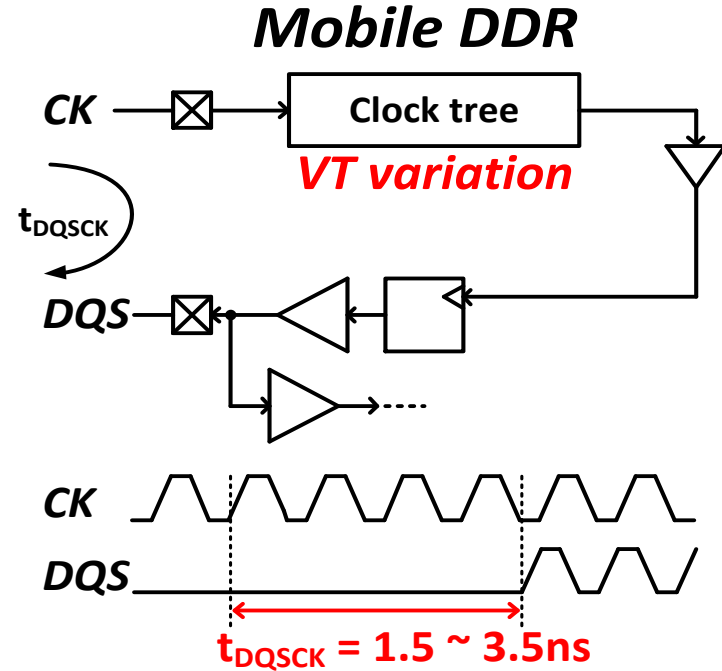 Mobile DDR
CK
Clock tree
VT variation
tDQSCK
DQS
CK
DQS
tDQSCK = 1.5 ~ 3.5ns